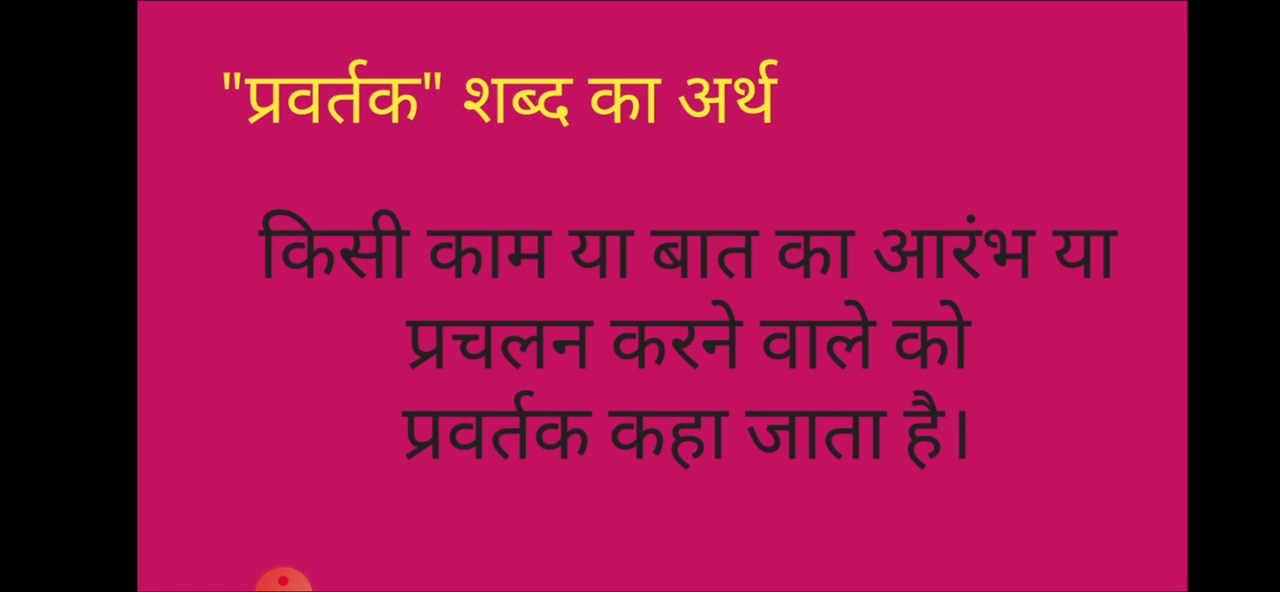 "प्रवर्तक" शब्द का अर्थ
किसी काम या बात का आरंभ या
प्रचलन करने वाले को
प्रवर्तक कहा जाता है।